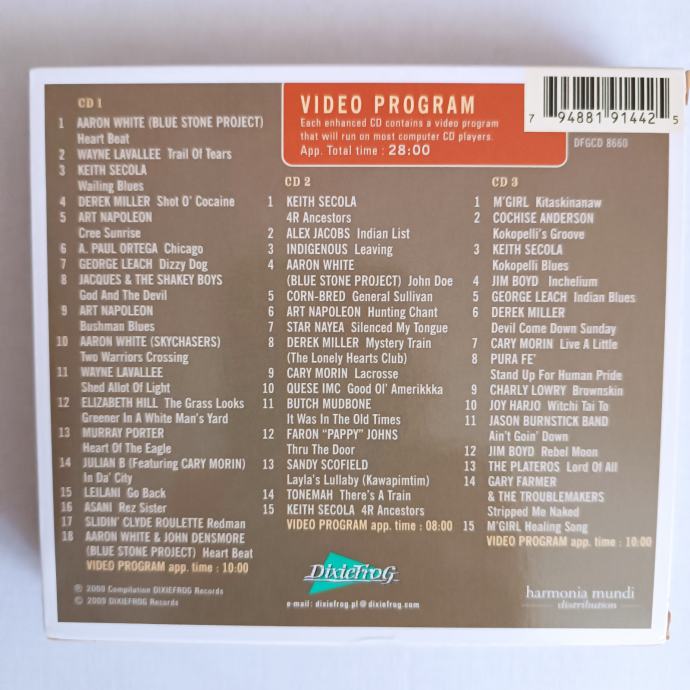 CD 1
1 AARON WHITE (BLUE STONE PROJECT)
Heart Beat
2 WAYNE LAVALLEE Trail Of Tears
3 KEITH SECOLA
Wailing Blues
4 DEREK MILLER Shot O' Cocaine
5 ART NAPOLEON
Cree Sunrise
6 A. PAUL ORTEGA Chicago
7 GEORGE LEACH Dizzy Dog
8 JACQUES & THE SHAKEY BOYS
God And The Devil
9 ART NAPOLEON
Bushman Blues
10 AARON WHITE (SKYCHASERS)
Two Warriors Crossing
11 WAYNE LAVALLEE
Shed Allot Of Light
12 ELIZABETH HILL The Grass Looks
Greener In A White Man's Yard
13 MURRAY PORTER
Heart Of The Eagle
14 JULIAN B (Featuring CARY MORIN)
In Da' City
15 LEILANI Go Back
16 ASANI Rez Sister
17 SLIDIN' CLYDE ROULETTE Redman
18 AARON WHITE & JOHN DENSMORE
(BLUE STONE PROJECT) Heart Beat
VIDEO PROGRAM app. time : 10:00
℗ 2009 Compilation DIXIEFROG Records
© 2009 DIXIEFROG Records
VIDEO PROGRAM
Each enhanced CD contains a video program
that will run on most computer CD players.
App. Total time : 28:00
7 94881 91442 5
DFGCD 8660
CD 2
1 KEITH SECOLA
4R Ancestors
2 ALEX JACOBS Indian List
3 INDIGENOUS Leaving
4 AARON WHITE
(BLUE STONE PROJECT) John Doe
5 CORN-BRED General Sullivan
6 ART NAPOLEON Hunting Chant
7 STAR NAYEA Silenced My Tongue
8 DEREK MILLER Mystery Train
(The Lonely Hearts Club)
9 CARY MORIN Lacrosse
10 QUESE IMC Good Ol' Amerikkka
11 BUTCH MUDBONE
It Was In The Old Times
12 FARON "PAPPY" JOHNS
Thru The Door
13 SANDY SCOFIELD
Layla's Lullaby (Kawapimtim)
14 TONEMAH There's A Train
15 KEITH SECOLA 4R Ancestors
VIDEO PROGRAM app. time : 08:00
DIXIEFROG
e-mail: dixiefrog.pl@dixiefrog.com
CD 3
1 M'GIRL Kitaskinanaw
2 COCHISE ANDERSON
Kokopelli's Groove
3 KEITH SECOLA
Kokopelli Blues
4 JIM BOYD Inchelium
5 GEORGE LEACH Indian Blues
6 DEREK MILLER
Devil Come Down Sunday
7 CARY MORIN Live A Little
8 PURA FE'
Stand Up For Human Pride
9 CHARLY LOWRY Brownskin
10 JOY HARJO Witchi Tai To
11 JASON BURNSTICK BAND
Ain't Goin' Down
12 JIM BOYD Rebel Moon
13 THE PLATEROS Lord Of All
14 GARY FARMER
& THE TROUBLEMAKERS
Stripped Me Naked
15 M'GIRL Healing Song
VIDEO PROGRAM app. time : 10:00
harmonia mundi
distribution